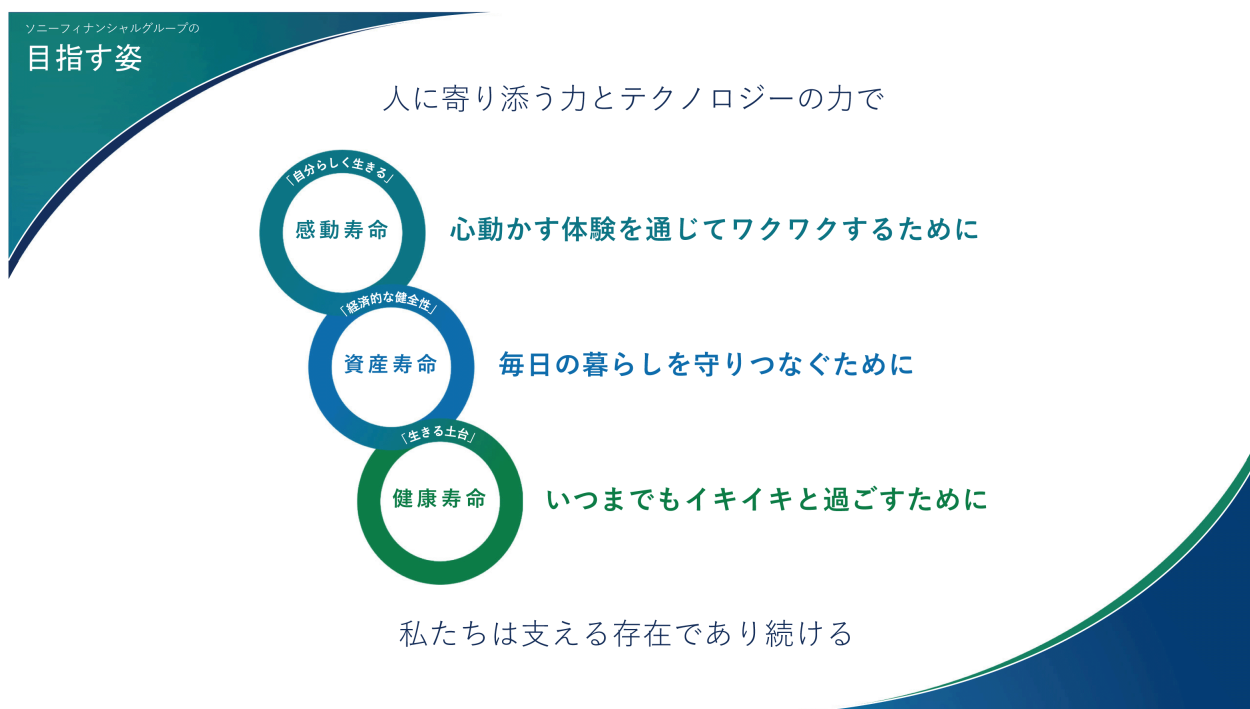 ソニーフィナンシャルグループの
目指す姿
人に寄り添う力とテクノロジーの力で
「自分らしく生きる」
感動寿命
心動かす体験を通じてワクワクするために
「経済的な健全性」
資産寿命
毎日の暮らしを守りつなぐために
「生きる土台」
健康寿命
いつまでもイキイキと過ごすために
私たちは支える存在であり続ける